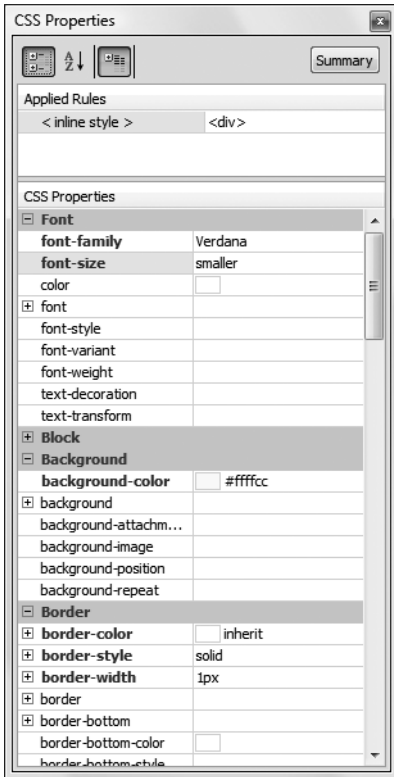 CSS Properties
A Z Summary
Applied Rules
< inline style > <div>
CSS Properties
Font
font-family Verdana
font-size smaller
color
font
font-style
font-variant
font-weight
text-decoration
text-transform
Block
Background
background-color #ffffcc
background
background-attachm...
background-image
background-position
background-repeat
Border
border-color inherit
border-style solid
border-width 1px
border
border-bottom
border-bottom-color
border-bottom-style